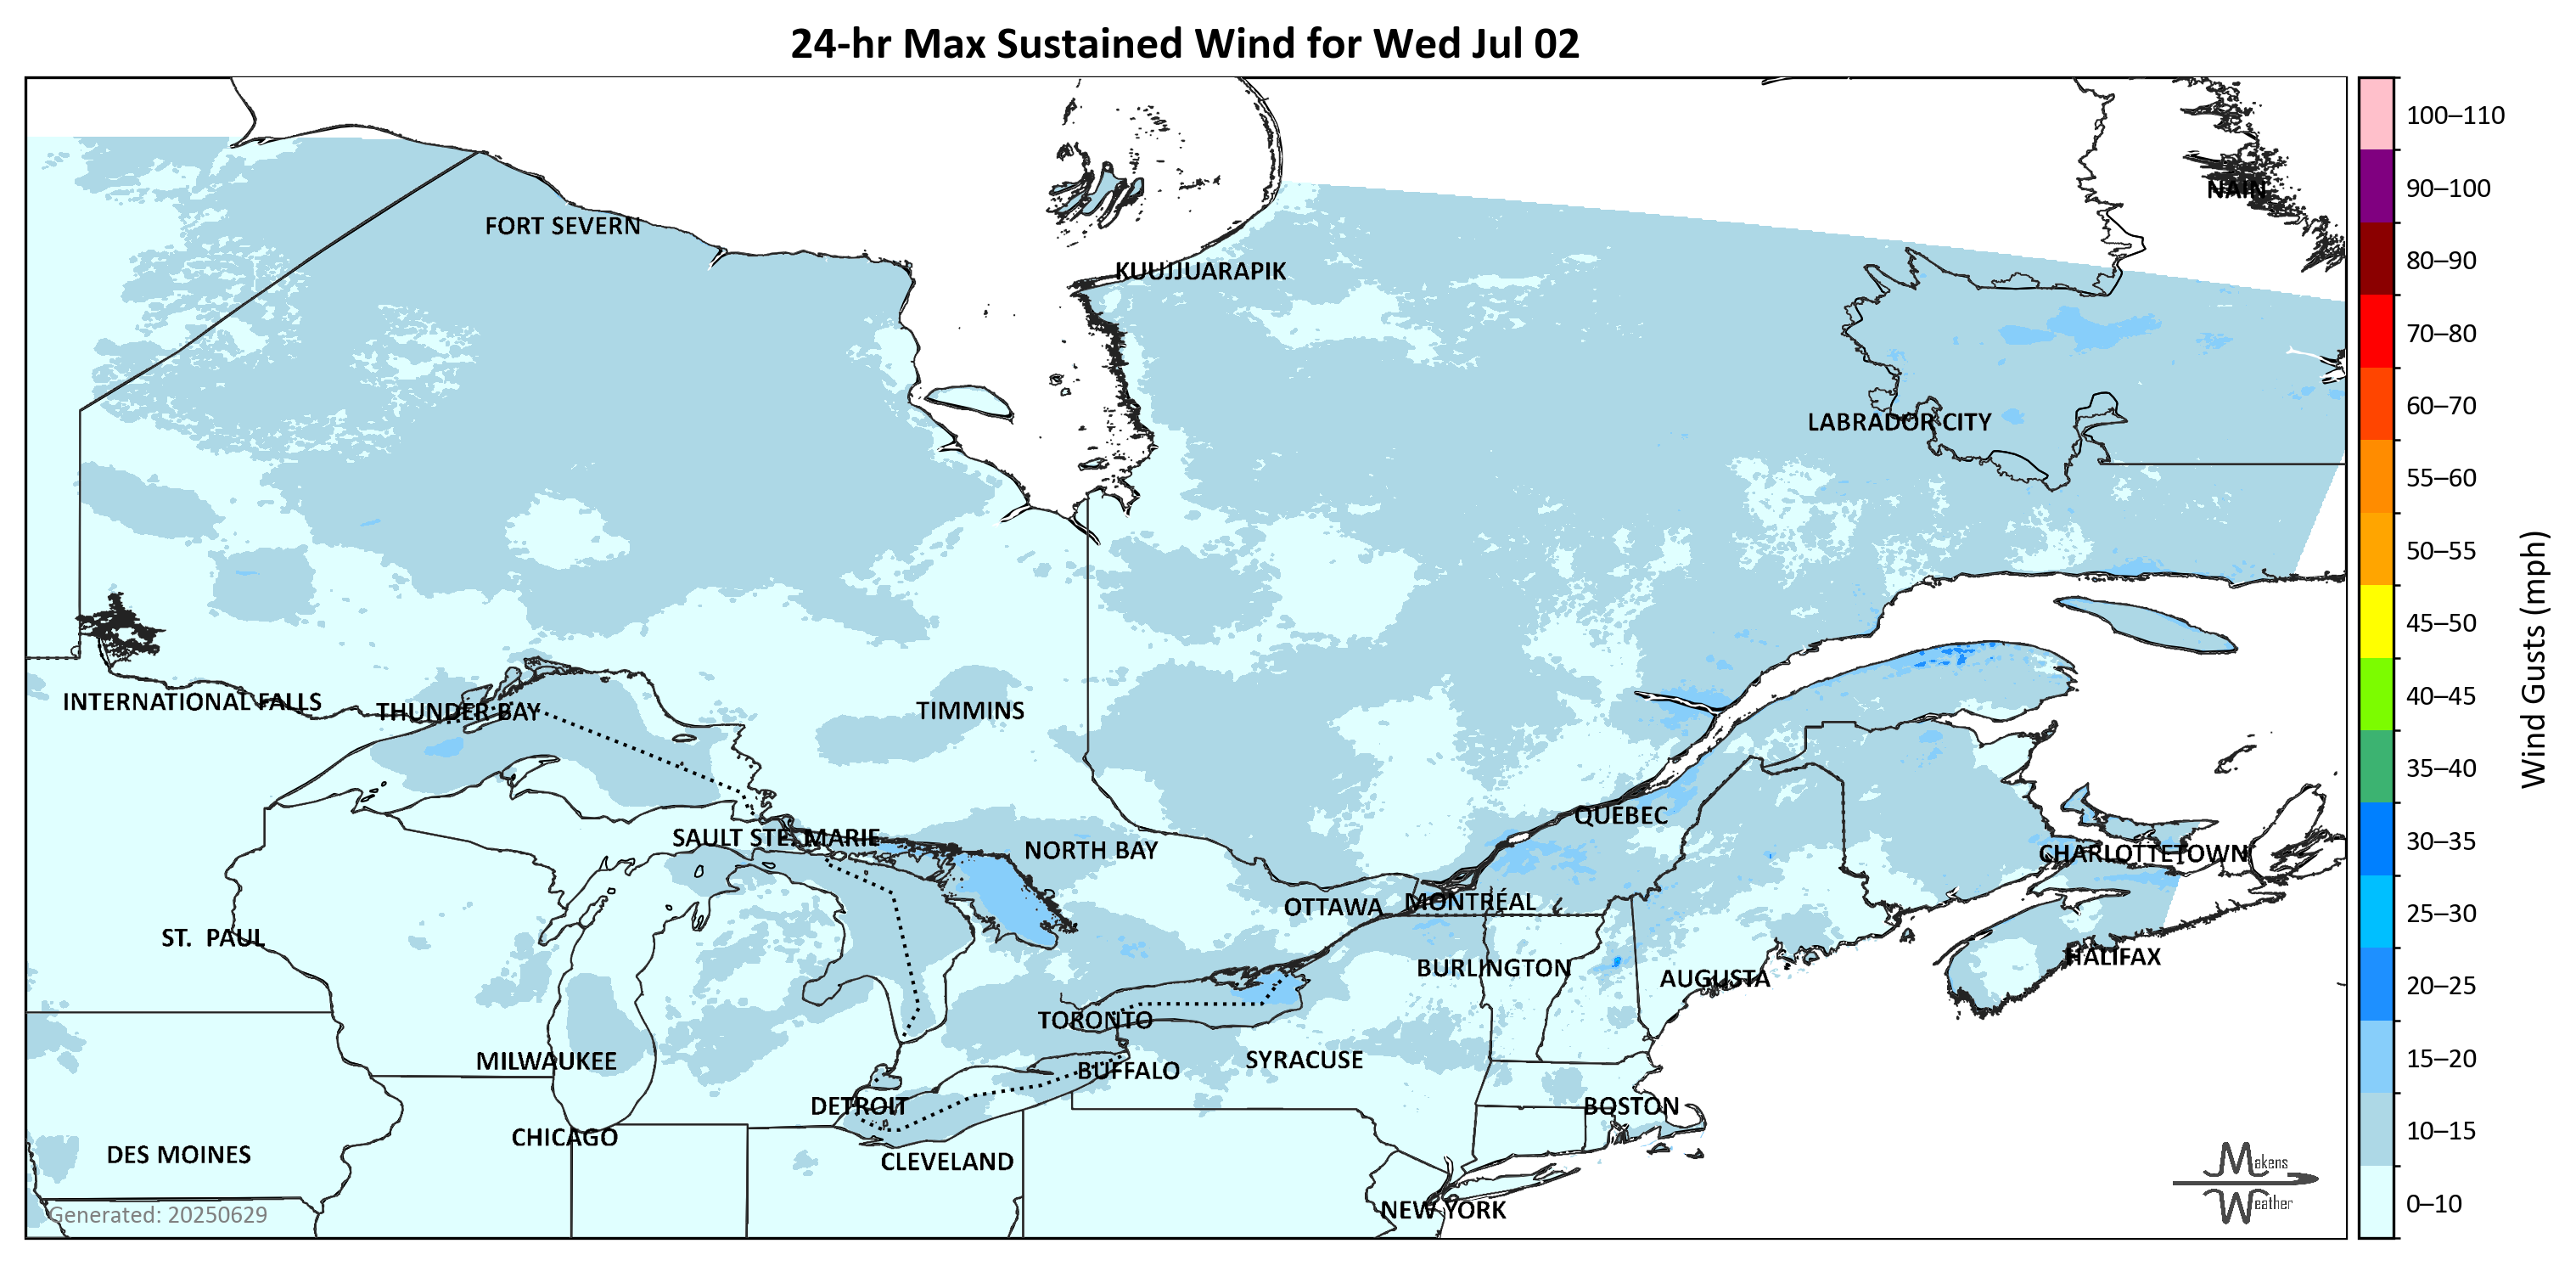 24-hr Max Sustained Wind for Wed Jul 02
100–110
90–100
NAIN
FORT SEVERN
80–90
KUUJJUARAPIK
70–80
60–70
LABRADOR CITY
55–60
50–55
45–50
Wind Gusts (mph)
40–45
INTERNATIONAL FALLS
THUNDER BAY
TIMMINS
35–40
QUÉBEC
30–35
SAULT STE. MARIE
NORTH BAY
CHARLOTTETOWN
OTTAWA
MONTRÉAL
25–30
ST. PAUL
HALIFAX
BURLINGTON
AUGUSTA
20–25
TORONTO
MILWAUKEE
SYRACUSE
15–20
BUFFALO
DETROIT
BOSTON
10–15
CHICAGO
DES MOINES
CLEVELAND
Makens
Weather
0–10
NEW YORK
Generated: 20250629